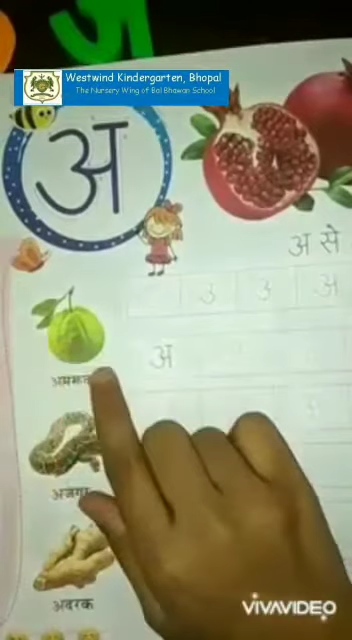 Westwind Kindergarten, Bhopal
The Nursery Wing of Bal Bhawan School
अ
अ से
उ उ अ
अ
अजगर
अदरक
VIVAVIDEO